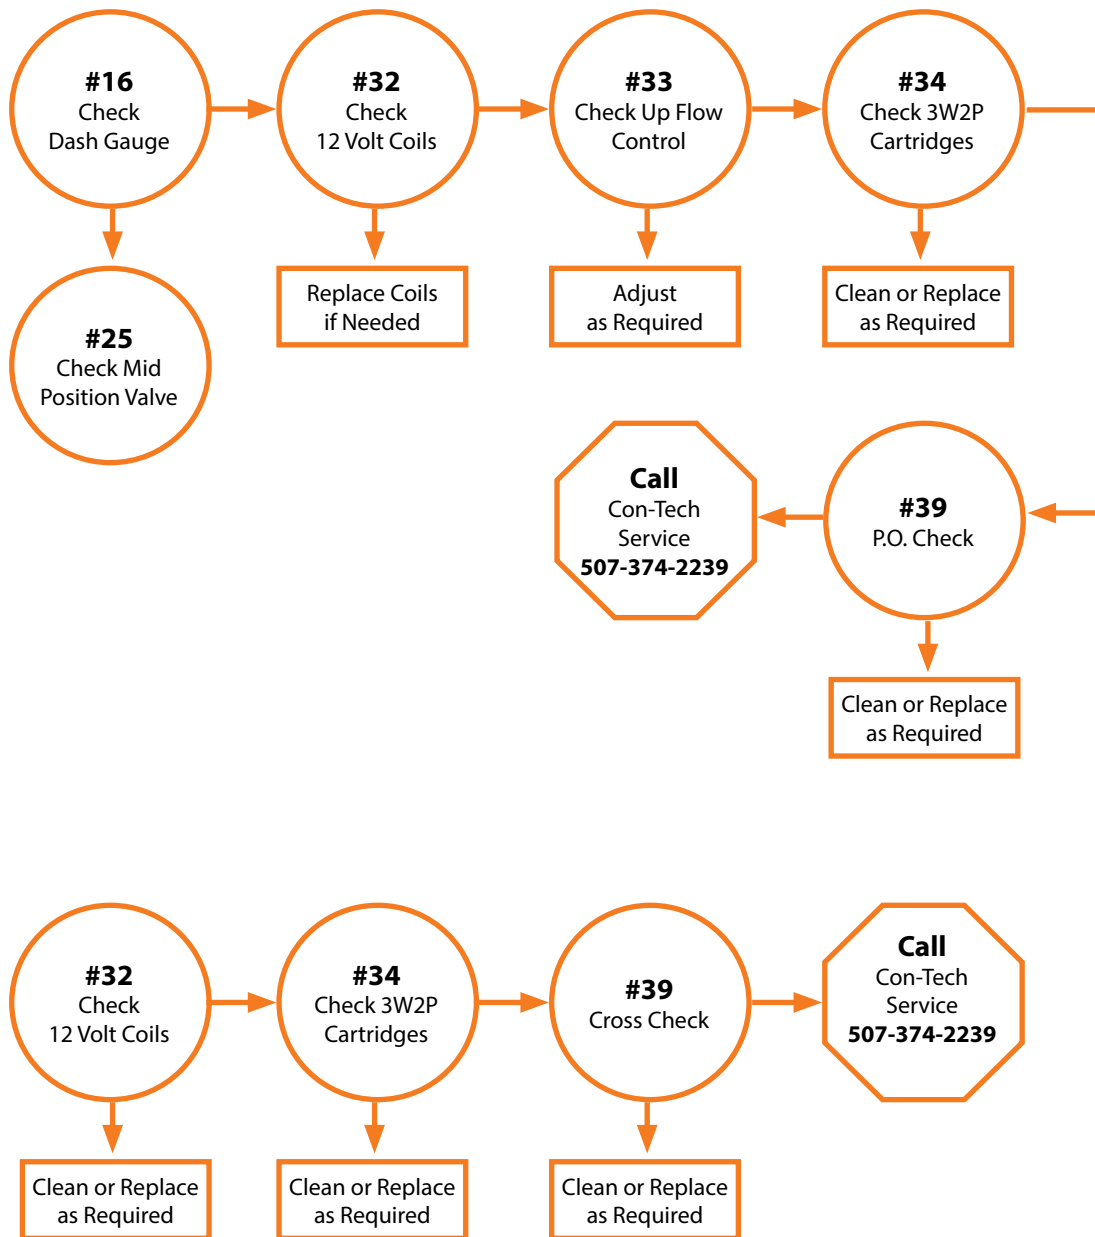 #16
Check
Dash Gauge
#32
Check
12 Volt Coils
#33
Check Up Flow
Control
#34
Check 3W2P
Cartridges
#25
Check Mid
Position Valve
Replace Coils
if Needed
Adjust
as Required
Clean or Replace
as Required
Call
Con-Tech
Service
507-374-2239
#39
P.O. Check
Clean or Replace
as Required
#32
Check
12 Volt Coils
#34
Check 3W2P
Cartridges
#39
Cross Check
Call
Con-Tech
Service
507-374-2239
Clean or Replace
as Required
Clean or Replace
as Required
Clean or Replace
as Required